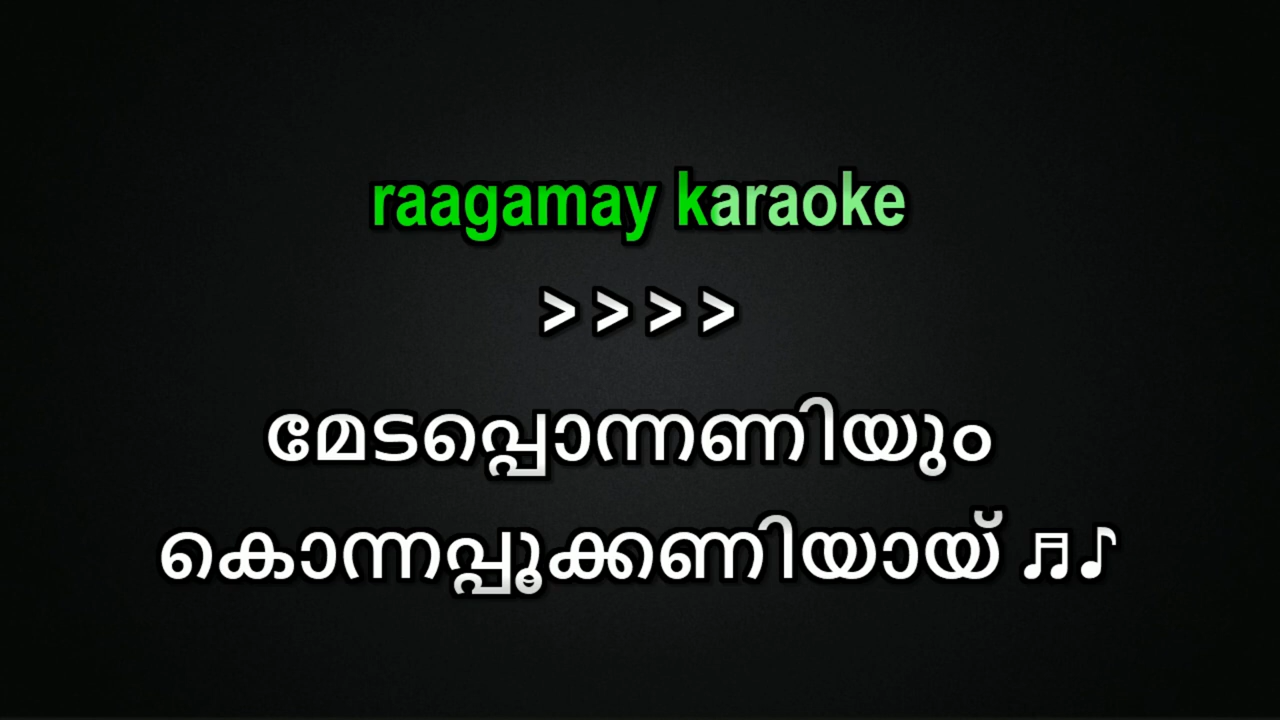 raagamay karaoke
> > > >
മേടപ്പൊന്നണിയും
കൊന്നപ്പൂക്കണിയായ് ♬♪